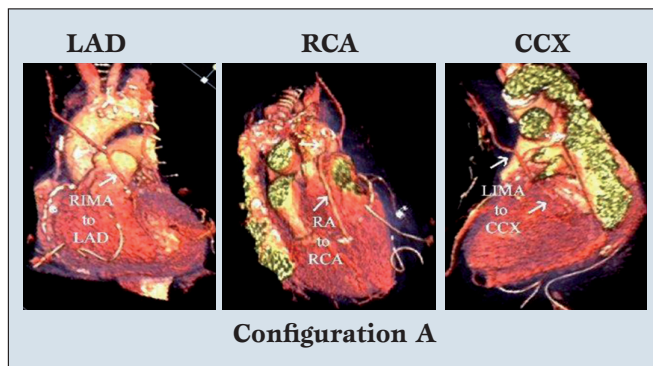 LAD
RCA
CCX
RIMA
to
LAD
RA
to
RCA
LIMA
to
CCX
Configuration A